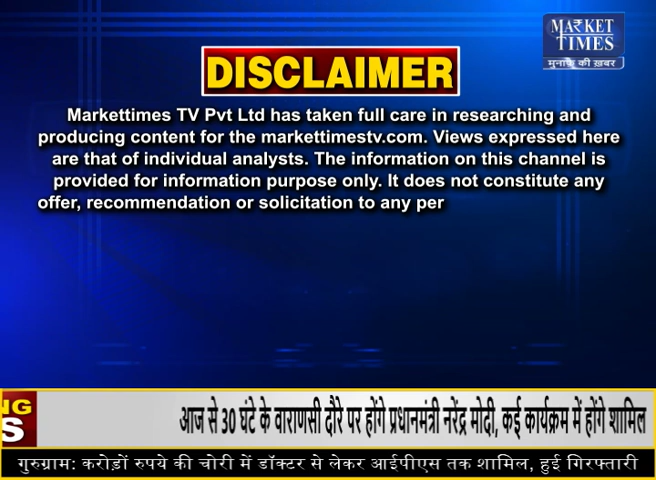 MARKET
TIMES
मुनाफे की ख़बर
DISCLAIMER
Markettimes TV Pvt Ltd has taken full care in researching and
producing content for the markettimestv.com. Views expressed here
are that of individual analysts. The information on this channel is
provided for information purpose only. It does not constitute any
offer, recommendation or solicitation to any per
NG
S
आज से 30 घंटे के वाराणसी दौरे पर होंगे प्रधानमंत्री नरेंद्र मोदी, कई कार्यक्रम में होंगे शामिल
गुरुग्राम: करोड़ों रुपये की चोरी में डॉक्टर से लेकर आईपीएस तक शामिल, हुई गिरफ्तारी